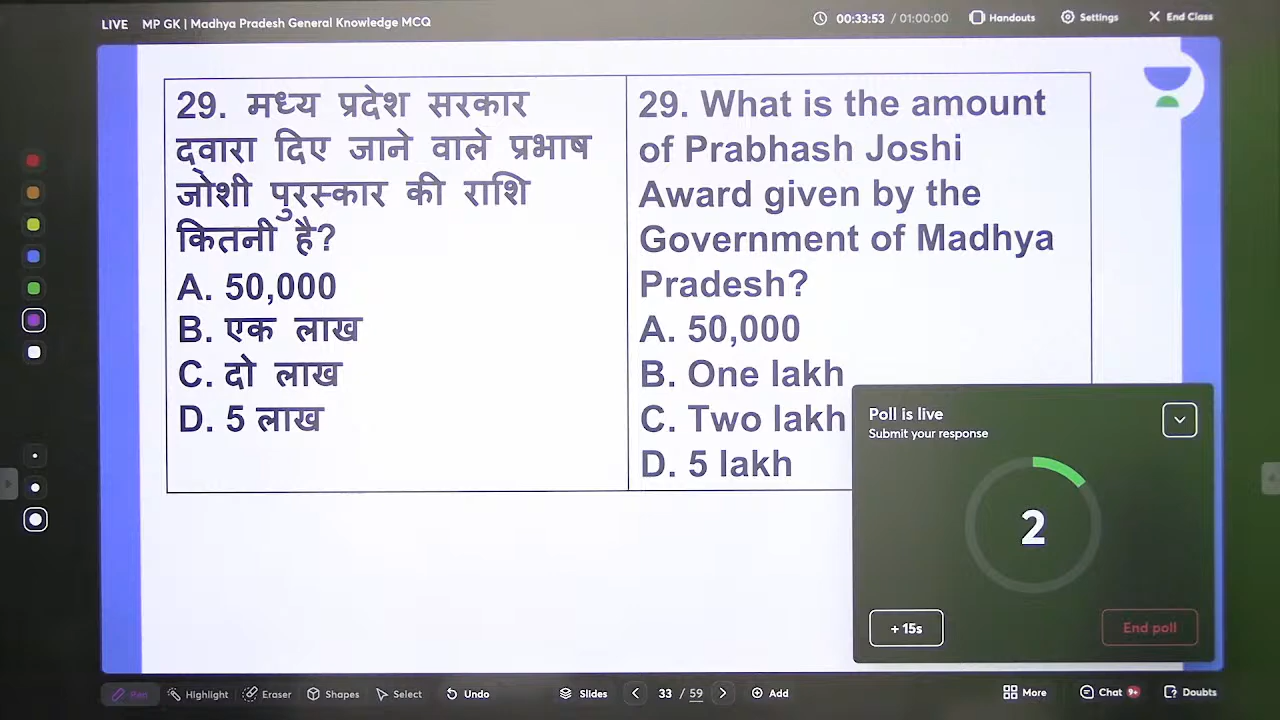 LIVE MP GK | Madhya Pradesh General Knowledge MCQ
00:33:53 / 01:00:00 Handouts Settings End Class
29. मध्य प्रदेश सरकार
द्वारा दिए जाने वाले प्रभाष
जोशी पुरस्कार की राशि
कितनी है?
A. 50,000
B. एक लाख
C. दो लाख
D. 5 लाख
29. What is the amount
of Prabhash Joshi
Award given by the
Government of Madhya
Pradesh?
A. 50,000
B. One lakh
C. Two lakh
D. 5 lakh
Poll is live
Submit your response
2
+ 15s End poll
Pen Highlight Eraser Shapes Select Undo Slides 33 / 59 Add More Chat 9+ Doubts